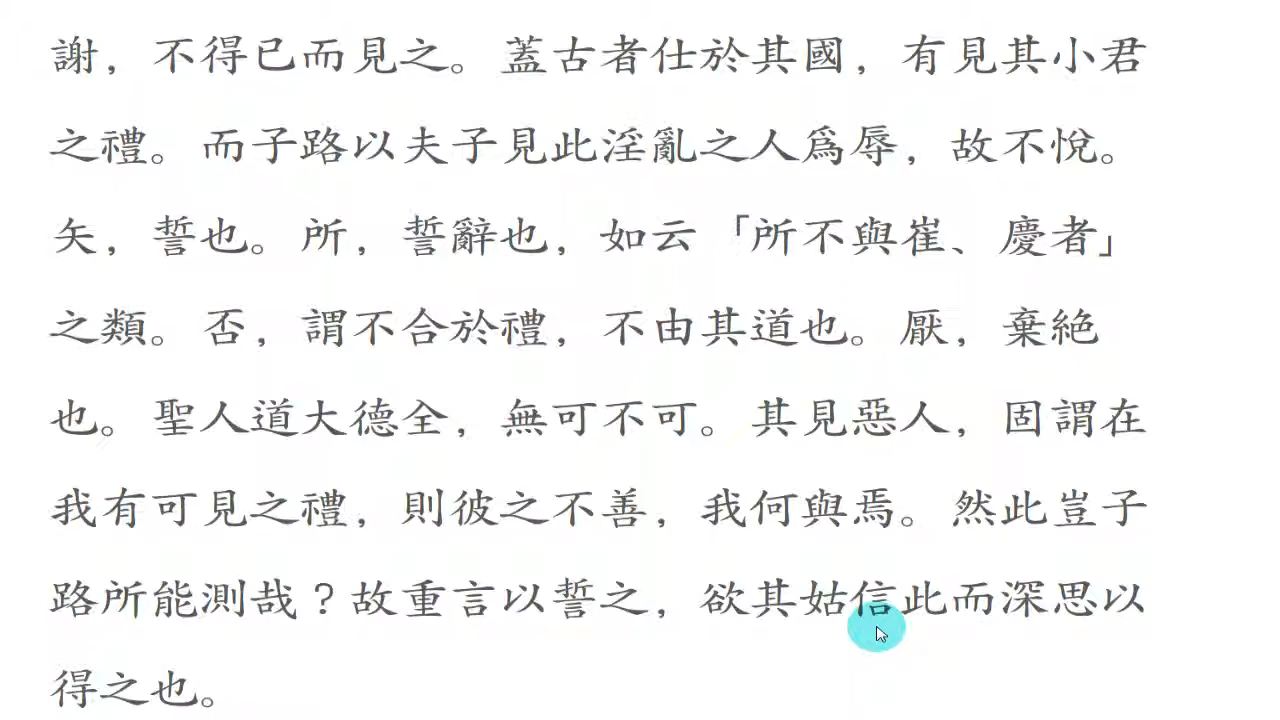 謝，不得已而見之。蓋古者仕於其國，有見其小君
之禮。而子路以夫子見此淫亂之人為辱，故不悅。
矢，誓也。所，誓辭也，如云「所不與崔、慶者」
之類。否，謂不合於禮，不由其道也。厭，棄絕
也。聖人道大德全，無可不可。其見惡人，固謂在
我有可見之禮，則彼之不善，我何與焉。然此豈子
路所能測哉？故重言以誓之，欲其姑信此而深思以
得之也。